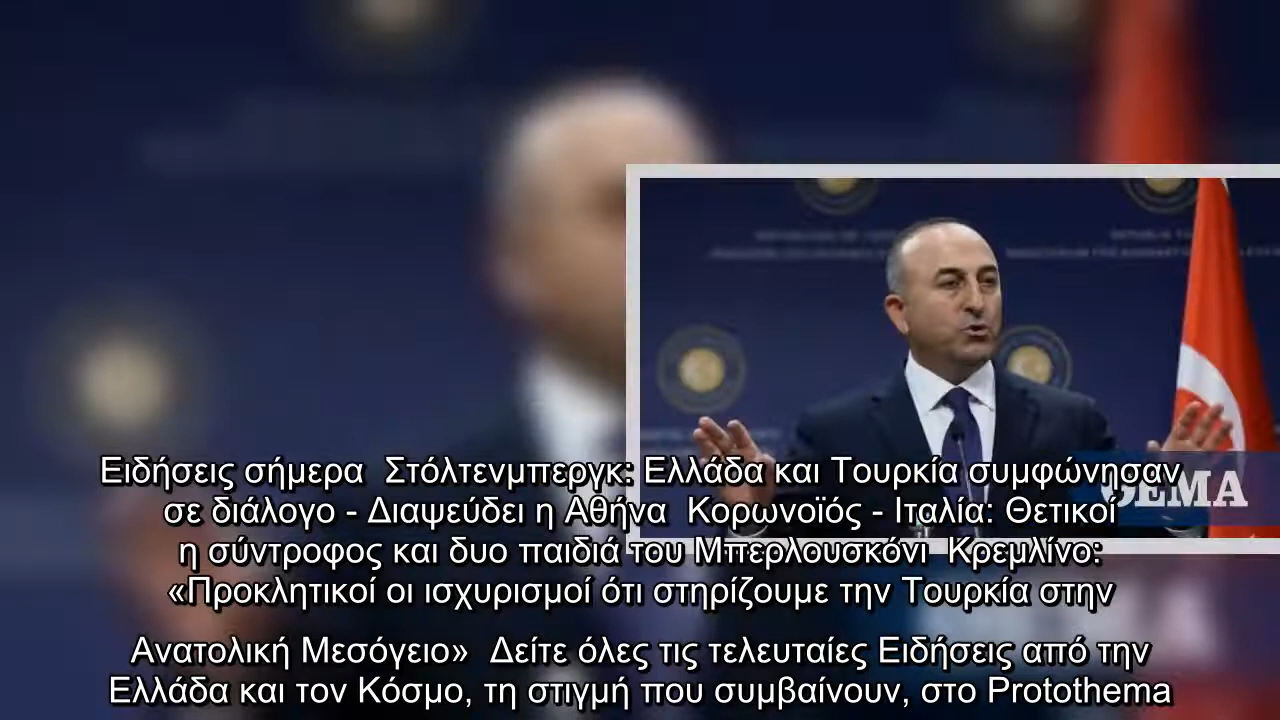 Ειδήσεις σήμερα  Στόλτενμπεργκ: Ελλάδα και Τουρκία συμφώνησαν
σε διάλογο - Διαψεύδει η Αθήνα  Κορωνοϊός - Ιταλία: Θετικοί
η σύντροφος και δυο παιδιά του Μπερλουσκόνι  Κρεμλίνο:
«Προκλητικοί οι ισχυρισμοί ότι στηρίζουμε την Τουρκία στην
Ανατολική Μεσόγειο»  Δείτε όλες τις τελευταίες Ειδήσεις από την
Ελλάδα και τον Κόσμο, τη στιγμή που συμβαίνουν, στο Protothema
ΘΕΜΑ